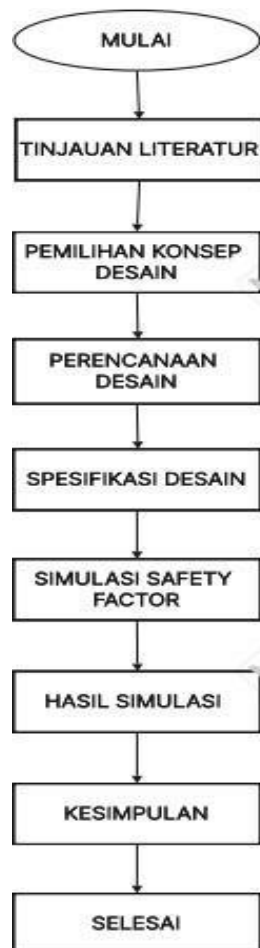 MULAI
TINJAUAN LITERATUR
PEMILIHAN KONSEP
DESAIN
PERENCANAAN
DESAIN
SPESIFIKASI DESAIN
SIMULASI SAFETY
FACTOR
HASIL SIMULASI
KESIMPULAN
SELESAI